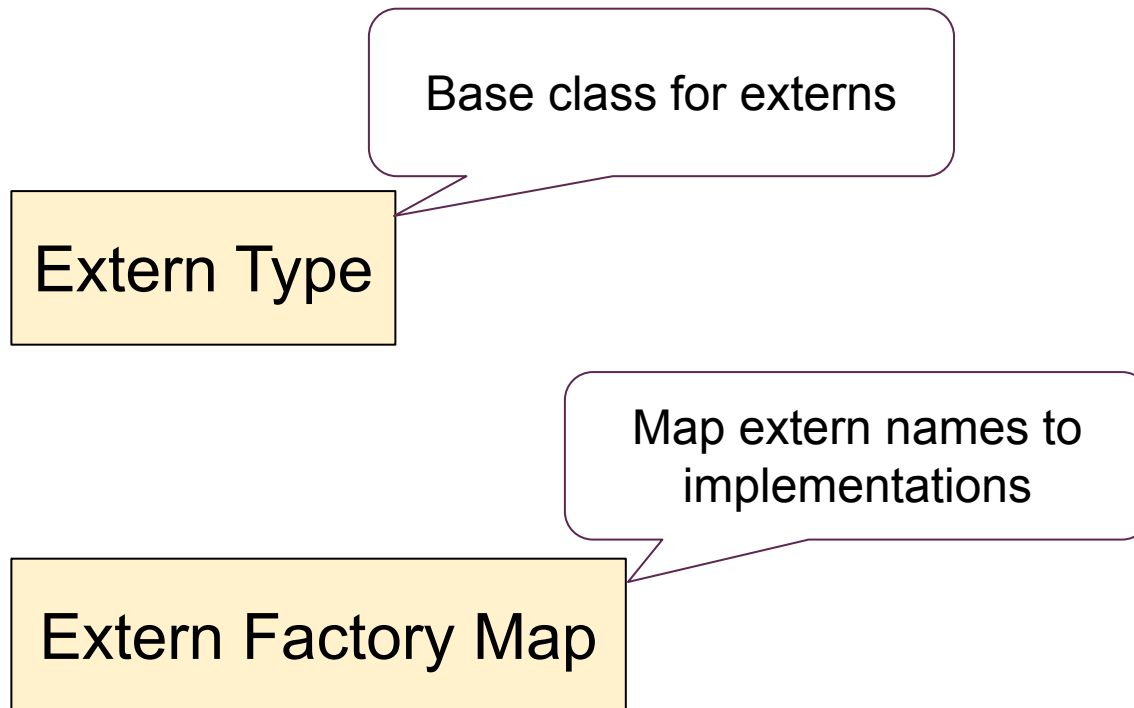 Base class for externs
Extern Type
Map extern names to
implementations
Extern Factory Map